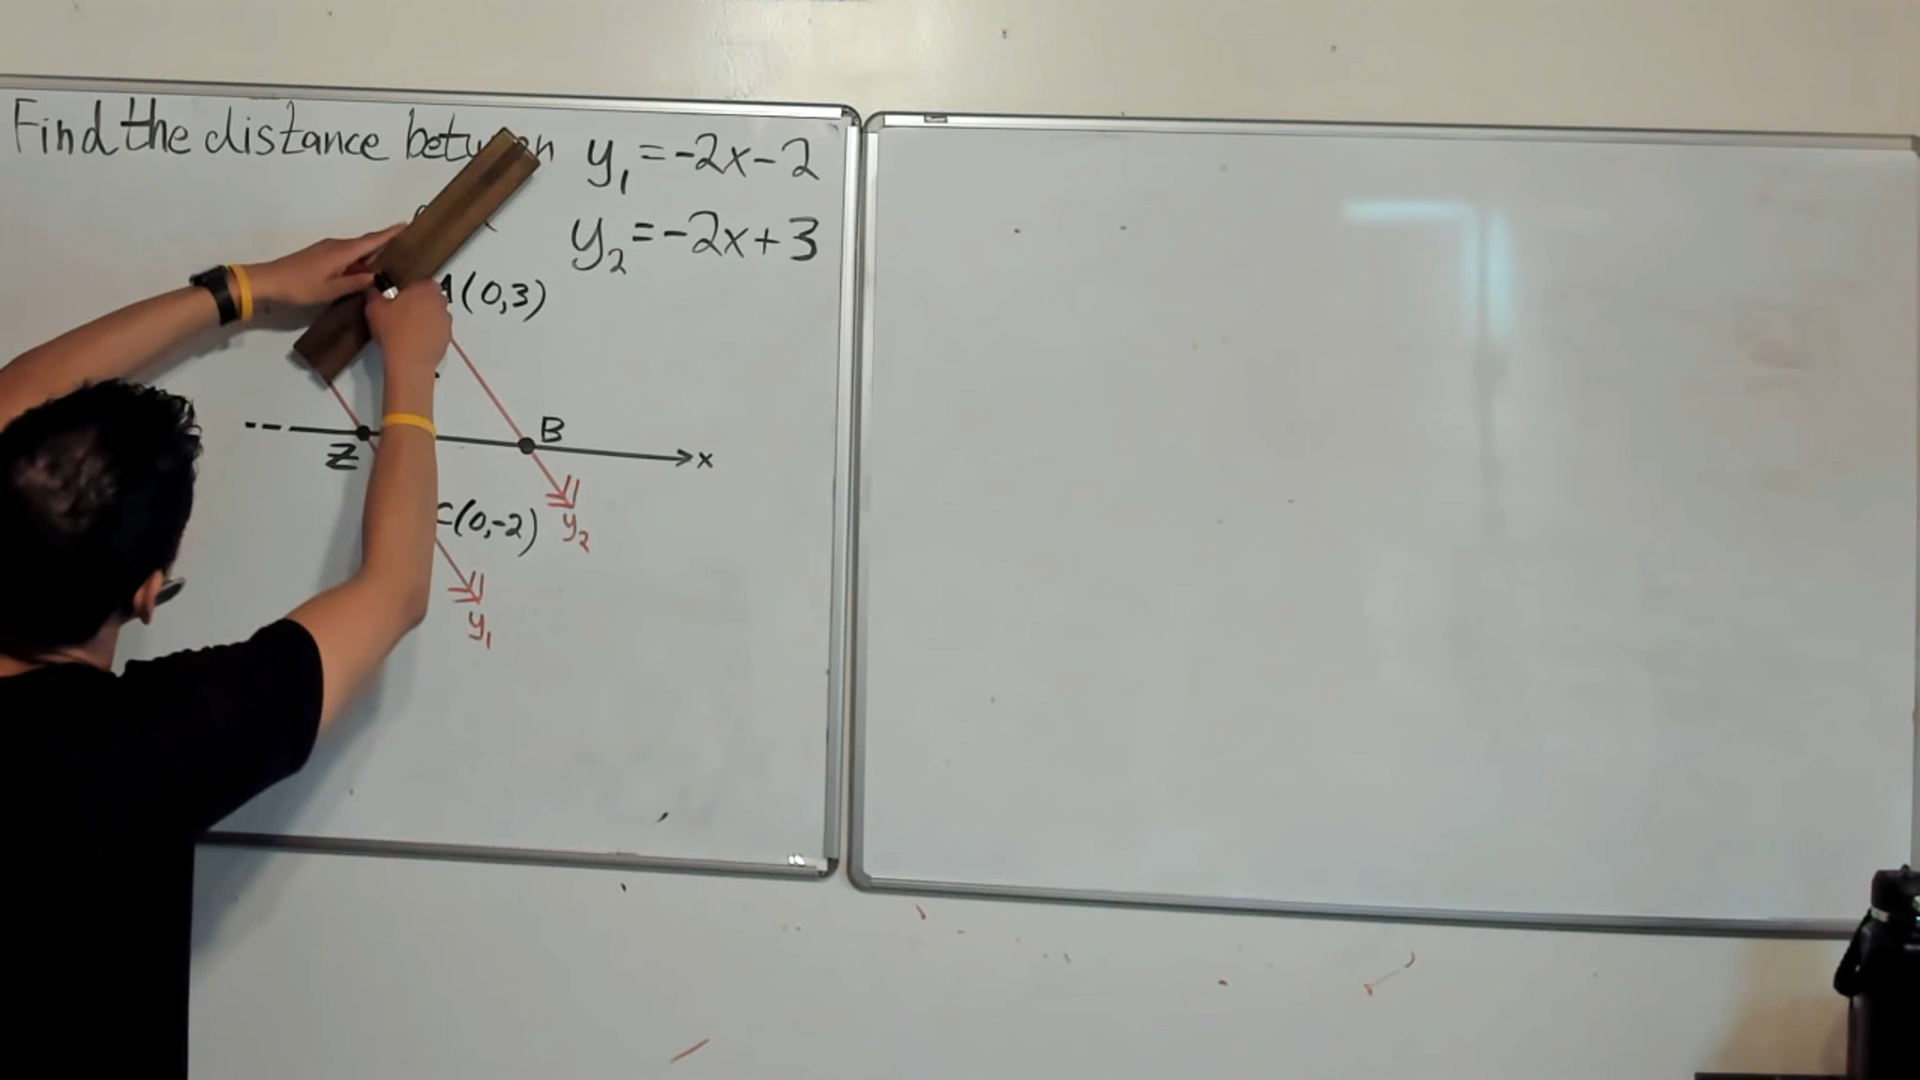 Find the distance between y₁ = -2x - 2
y₂ = -2x + 3
A(0,3)
B
Z
x
C(0,-2)
y₂
y₁